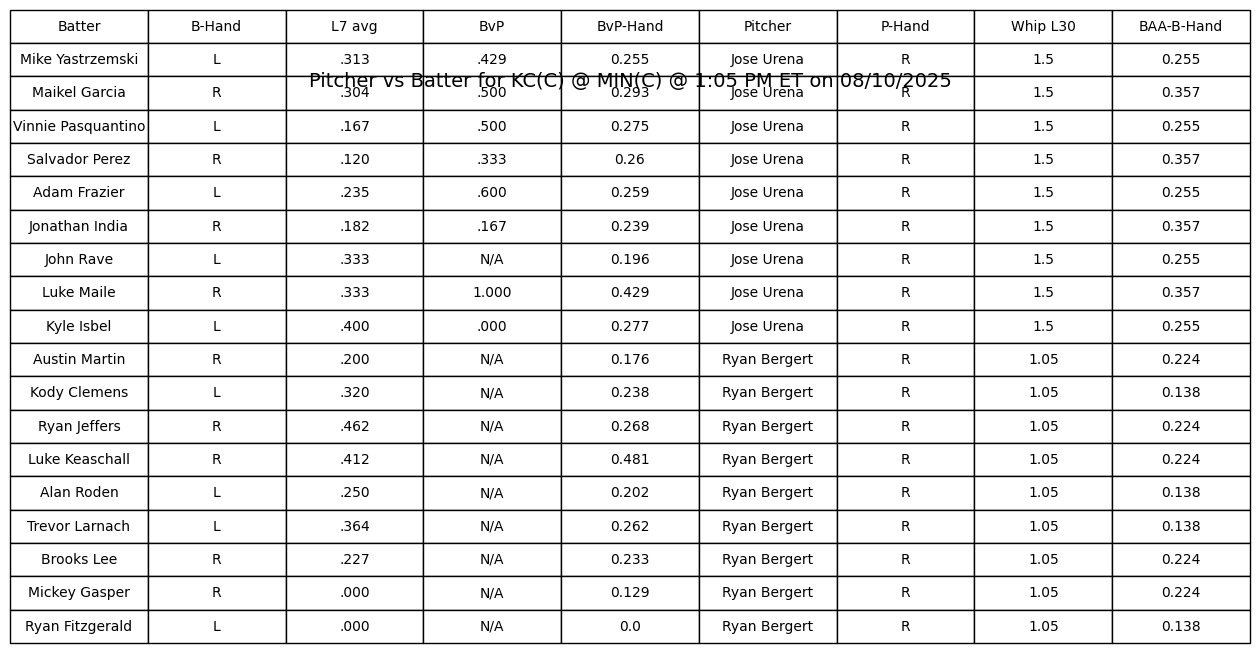 Batter B-Hand L7 avg BvP BvP-Hand Pitcher P-Hand Whip L30 BAA-B-Hand
Mike Yastrzemski L .313 .429 0.255 Jose Urena R 1.5 0.255
Pitcher vs Batter for KC(C) @ MIN(C) @ 1:05 PM ET on 08/10/2025
Maikel Garcia R .304 .500 0.293 Jose Urena R 1.5 0.357
Vinnie Pasquantino L .167 .500 0.275 Jose Urena R 1.5 0.255
Salvador Perez R .120 .333 0.26 Jose Urena R 1.5 0.357
Adam Frazier L .235 .600 0.259 Jose Urena R 1.5 0.255
Jonathan India R .182 .167 0.239 Jose Urena R 1.5 0.357
John Rave L .333 N/A 0.196 Jose Urena R 1.5 0.255
Luke Maile R .333 1.000 0.429 Jose Urena R 1.5 0.357
Kyle Isbel L .400 .000 0.277 Jose Urena R 1.5 0.255
Austin Martin R .200 N/A 0.176 Ryan Bergert R 1.05 0.224
Kody Clemens L .320 N/A 0.238 Ryan Bergert R 1.05 0.138
Ryan Jeffers R .462 N/A 0.268 Ryan Bergert R 1.05 0.224
Luke Keaschall R .412 N/A 0.481 Ryan Bergert R 1.05 0.224
Alan Roden L .250 N/A 0.202 Ryan Bergert R 1.05 0.138
Trevor Larnach L .364 N/A 0.262 Ryan Bergert R 1.05 0.138
Brooks Lee R .227 N/A 0.233 Ryan Bergert R 1.05 0.224
Mickey Gasper R .000 N/A 0.129 Ryan Bergert R 1.05 0.224
Ryan Fitzgerald L .000 N/A 0.0 Ryan Bergert R 1.05 0.138